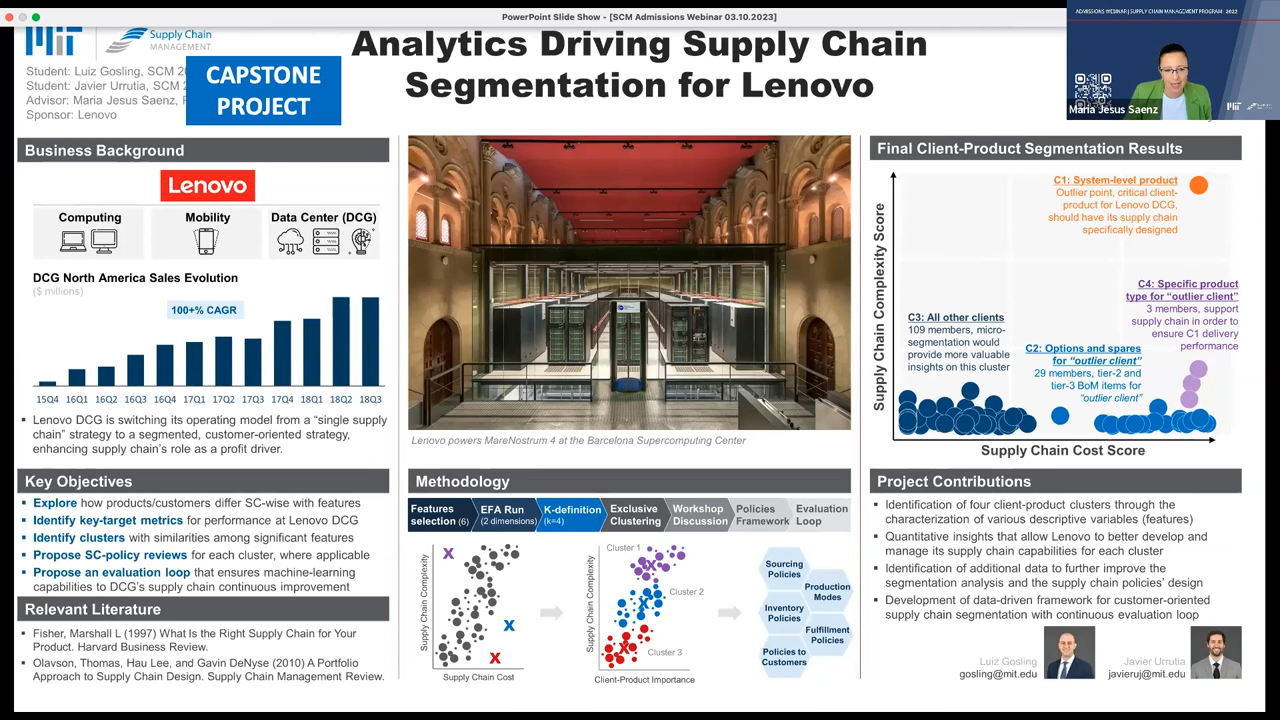 PowerPoint Slide Show - [SCM Admissions Webinar 03.10.2023]
ADMISSIONS WEBINAR | SUPPLY CHAIN MANAGEMENT PROGRAM 2022
Maria Jesus Saenz
MIT
MIT
Supply Chain
MANAGEMENT
Student: Luiz Gosling, SCM
Student: Javier Urrutia, SCM
Advisor: Maria Jesus Saenz,
Sponsor: Lenovo
CAPSTONE
PROJECT
Analytics Driving Supply Chain
Segmentation for Lenovo
Business Background
Lenovo
Computing
Mobility
Data Center (DCG)
DCG North America Sales Evolution
($ millions)
100+% CAGR
15Q4 16Q1 16Q2 16Q3 16Q4 17Q1 17Q2 17Q3 17Q4 18Q1 18Q2 18Q3
▪ Lenovo DCG is switching its operating model from a “single supply
chain” strategy to a segmented, customer-oriented strategy,
enhancing supply chain’s role as a profit driver.
Key Objectives
▪ Explore how products/customers differ SC-wise with features
▪ Identify key-target metrics for performance at Lenovo DCG
▪ Identify clusters with similarities among significant features
▪ Propose SC-policy reviews for each cluster, where applicable
▪ Propose an evaluation loop that ensures machine-learning
capabilities to DCG’s supply chain continuous improvement
Relevant Literature
▪ Fisher, Marshall L (1997) What Is the Right Supply Chain for Your
Product. Harvard Business Review.
▪ Olavson, Thomas, Hau Lee, and Gavin DeNyse (2010) A Portfolio
Approach to Supply Chain Design. Supply Chain Management Review.
Lenovo powers MareNostrum 4 at the Barcelona Supercomputing Center
Methodology
Features
selection (6)
EFA Run
(2 dimensions)
K-definition
(k=4)
Exclusive
Clustering
Workshop
Discussion
Policies
Framework
Evaluation
Loop
Supply Chain Complexity
X
X
X
Supply Chain Cost
Supply Chain Complexity
Cluster 1
X
Cluster 2
X
Cluster 3
X
Client-Product Importance
Sourcing
Policies
Production
Modes
Inventory
Policies
Fulfillment
Policies
Policies to
Customers
Final Client-Product Segmentation Results
Supply Chain Complexity Score
C1: System-level product
Outlier point, critical client-
product for Lenovo DCG,
should have its supply chain
specifically designed
C4: Specific product
type for “outlier client”
3 members, support
supply chain in order to
ensure C1 delivery
performance
C3: All other clients
109 members, micro-
segmentation would
provide more valuable
insights on this cluster
C2: Options and spares
for “outlier client”
29 members, tier-2 and
tier-3 BoM items for
“outlier client”
Supply Chain Cost Score
Project Contributions
▪ Identification of four client-product clusters through the
characterization of various descriptive variables (features)
▪ Quantitative insights that allow Lenovo to better develop and
manage its supply chain capabilities for each cluster
▪ Identification of additional data to further improve the
segmentation analysis and the supply chain policies’ design
▪ Development of data-driven framework for customer-oriented
supply chain segmentation with continuous evaluation loop
Luiz Gosling
gosling@mit.edu
Javier Urrutia
javieruj@mit.edu